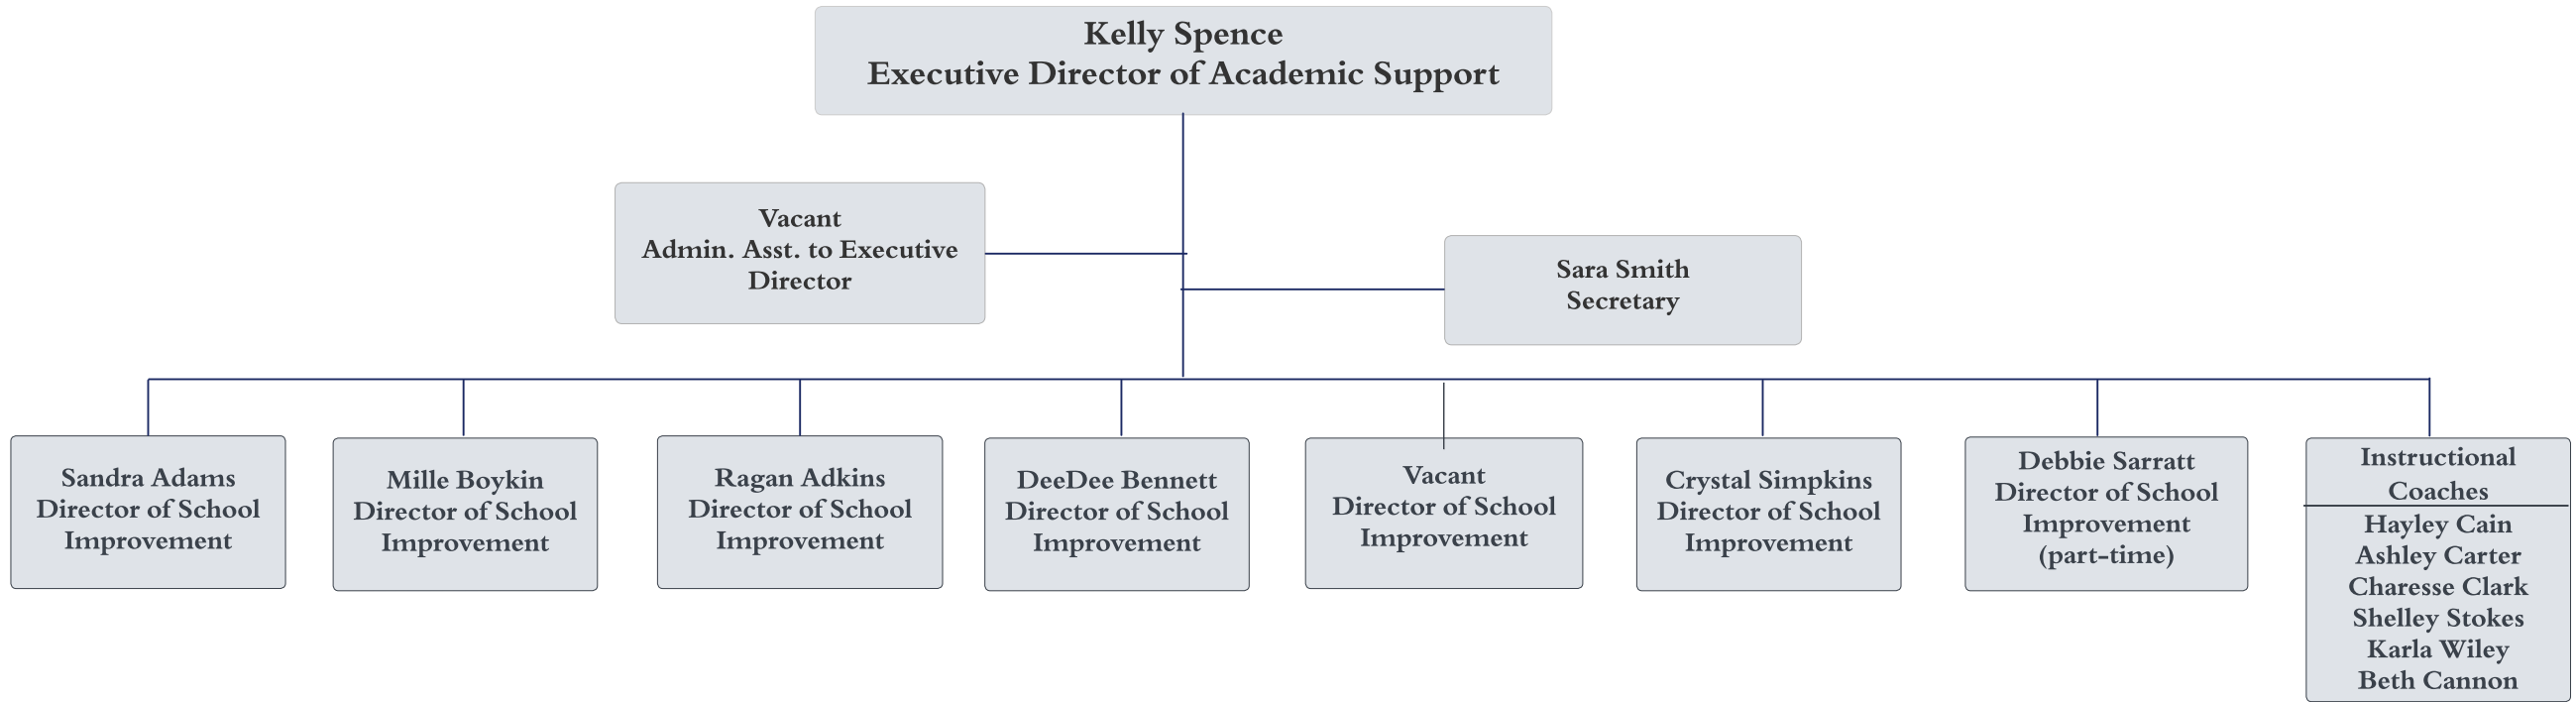 Kelly Spence
Executive Director of Academic Support
Vacant
Admin. Asst. to Executive
Director
Sara Smith
Secretary
Sandra Adams
Director of School
Improvement
Mille Boykin
Director of School
Improvement
Ragan Adkins
Director of School
Improvement
DeeDee Bennett
Director of School
Improvement
Vacant
Director of School
Improvement
Crystal Simpkins
Director of School
Improvement
Debbie Sarratt
Director of School
Improvement
(part-time)
Instructional
Coaches
Hayley Cain
Ashley Carter
Charesse Clark
Shelley Stokes
Karla Wiley
Beth Cannon